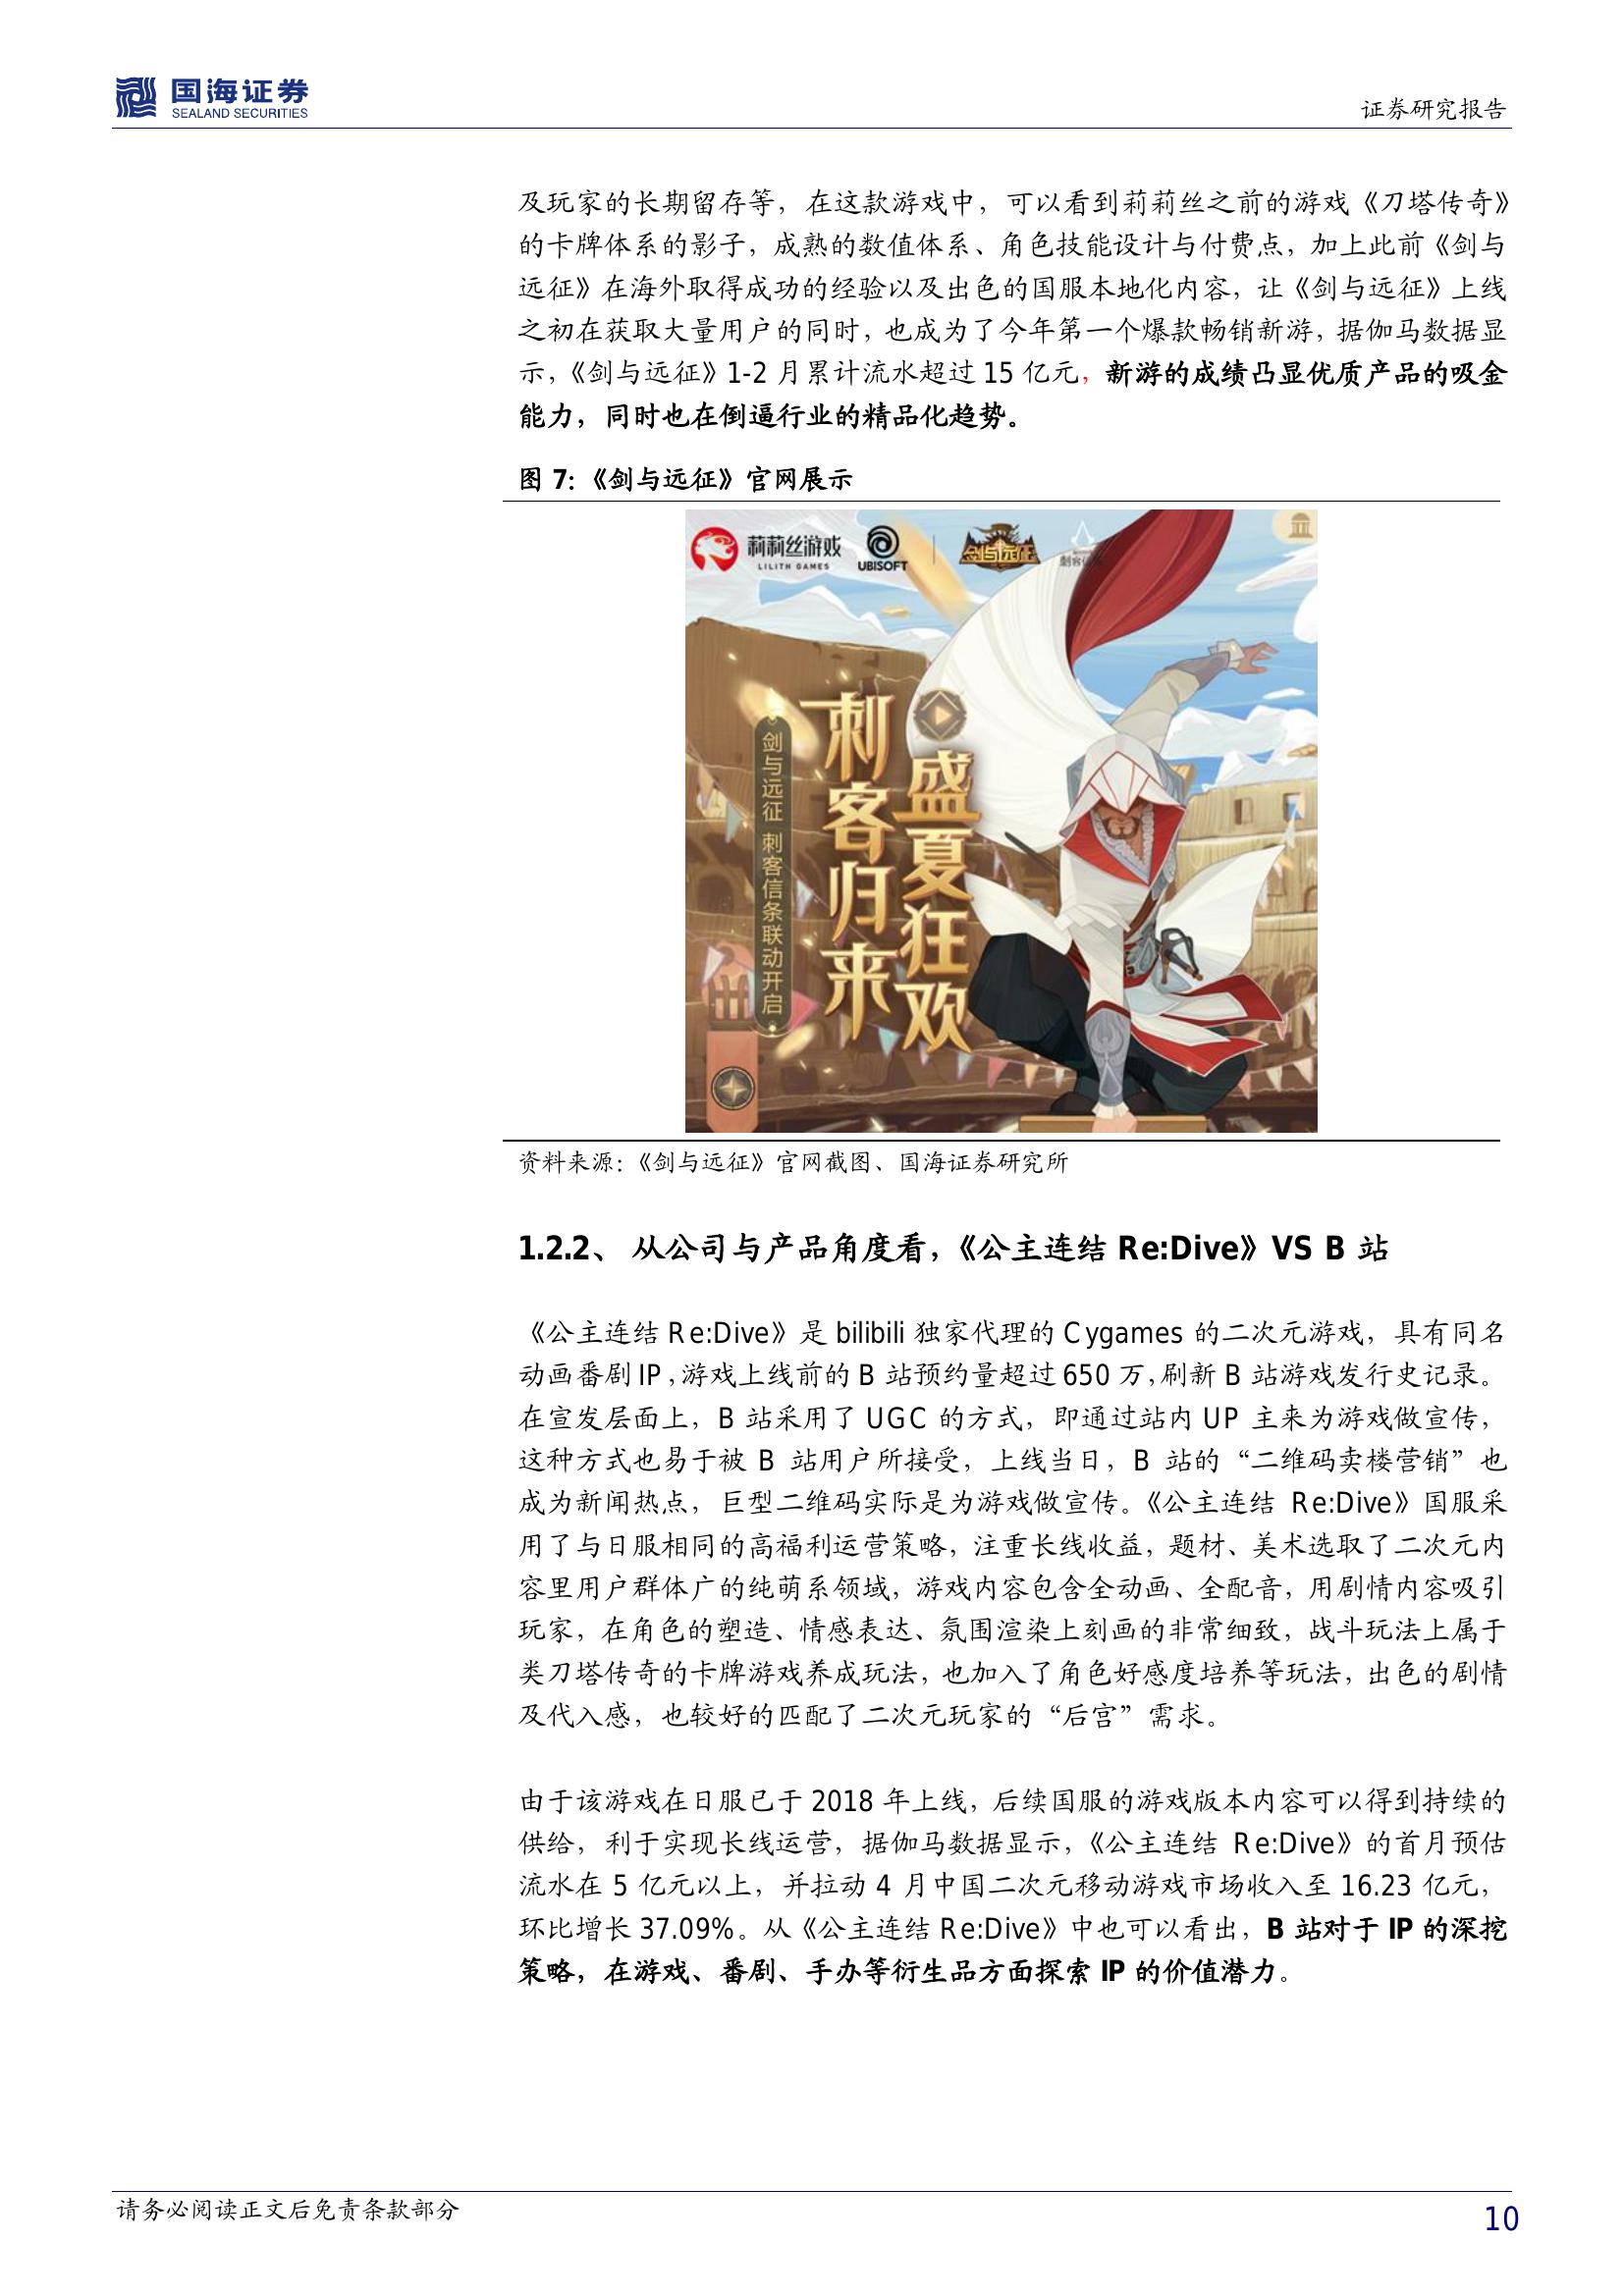 国海证券
SEALAND SECURITIES
证券研究报告
及玩家的长期留存等，在这款游戏中，可以看到莉莉丝之前的游戏《刀塔传奇》
的卡牌体系的影子，成熟的数值体系、角色技能设计与付费点，加上此前《剑与
远征》在海外取得成功的经验以及出色的国服本地化内容，让《剑与远征》上线
之初在获取大量用户的同时，也成为了今年第一个爆款畅销新游，据伽马数据显
示，《剑与远征》1-2 月累计流水超过 15 亿元，新游的成绩凸显优质产品的吸金
能力，同时也在倒逼行业的精品化趋势。
图 7：《剑与远征》官网展示
莉莉丝游戏
LILITH GAMES
UBISOFT
剑与远征
盛夏狂欢
刺客归来
剑与远征 刺客信条联动开启
资料来源：《剑与远征》官网截图、国海证券研究所
1.2.2、 从公司与产品角度看，《公主连结 Re:Dive》VS B 站
《公主连结 Re:Dive》是 bilibili 独家代理的 Cygames 的二次元游戏，具有同名
动画番剧 IP，游戏上线前的 B 站预约量超过 650 万，刷新 B 站游戏发行史记录。
在宣发层面上，B 站采用了 UGC 的方式，即通过站内 UP 主来为游戏做宣传，
这种方式也易于被 B 站用户所接受，上线当日，B 站的“二维码卖楼营销”也
成为新闻热点，巨型二维码实际是为游戏做宣传。《公主连结 Re:Dive》国服采
用了与日服相同的高福利运营策略，注重长线收益，题材、美术选取了二次元内
容里用户群体广的纯萌系领域，游戏内容包含全动画、全配音，用剧情内容吸引
玩家，在角色的塑造、情感表达、氛围渲染上刻画的非常细致，战斗玩法上属于
类刀塔传奇的卡牌游戏养成玩法，也加入了角色好感度培养等玩法，出色的剧情
及代入感，也较好的匹配了二次元玩家的“后宫”需求。
由于该游戏在日服已于 2018 年上线，后续国服的游戏版本内容可以得到持续的
供给，利于实现长线运营，据伽马数据显示，《公主连结 Re:Dive》的首月预估
流水在 5 亿元以上，并拉动 4 月中国二次元移动游戏市场收入至 16.23 亿元，
环比增长 37.09%。从《公主连结 Re:Dive》中也可以看出，B 站对于 IP 的深挖
策略，在游戏、番剧、手办等衍生品方面探索 IP 的价值潜力。
请务必阅读正文后免责条款部分
10